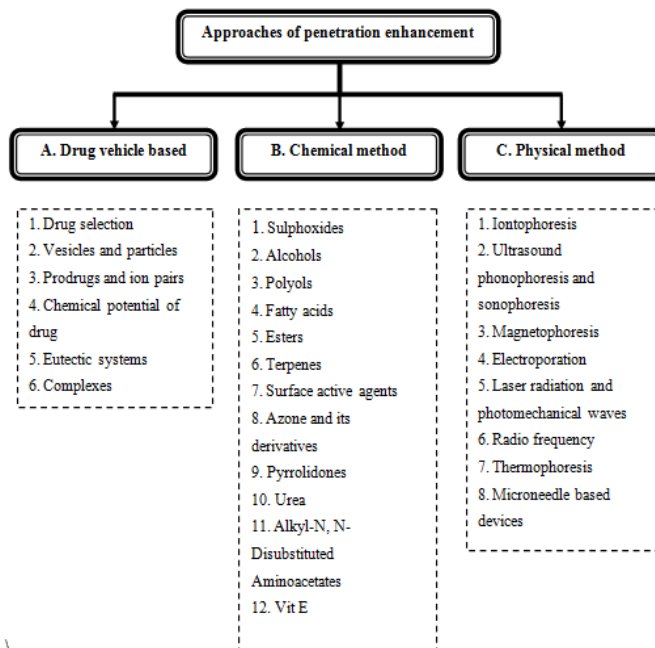 Approaches of penetration enhancement
A. Drug vehicle based
B. Chemical method
C. Physical method
1. Drug selection
2. Vesicles and particles
3. Prodrugs and ion pairs
4. Chemical potential of
drug
5. Eutectic systems
6. Complexes
1. Sulphoxides
2. Alcohols
3. Polyols
4. Fatty acids
5. Esters
6. Terpenes
7. Surface active agents
8. Azone and its
derivatives
9. Pyrrolidones
10. Urea
11. Alkyl-N, N-
Disubstituted
Aminoacetates
12. Vit E
1. Iontophoresis
2. Ultrasound
phonophoresis and
sonophoresis
3. Magnetophoresis
4. Electroporation
5. Laser radiation and
photomechanical waves
6. Radio frequency
7. Thermophoresis
8. Microneedle based
devices